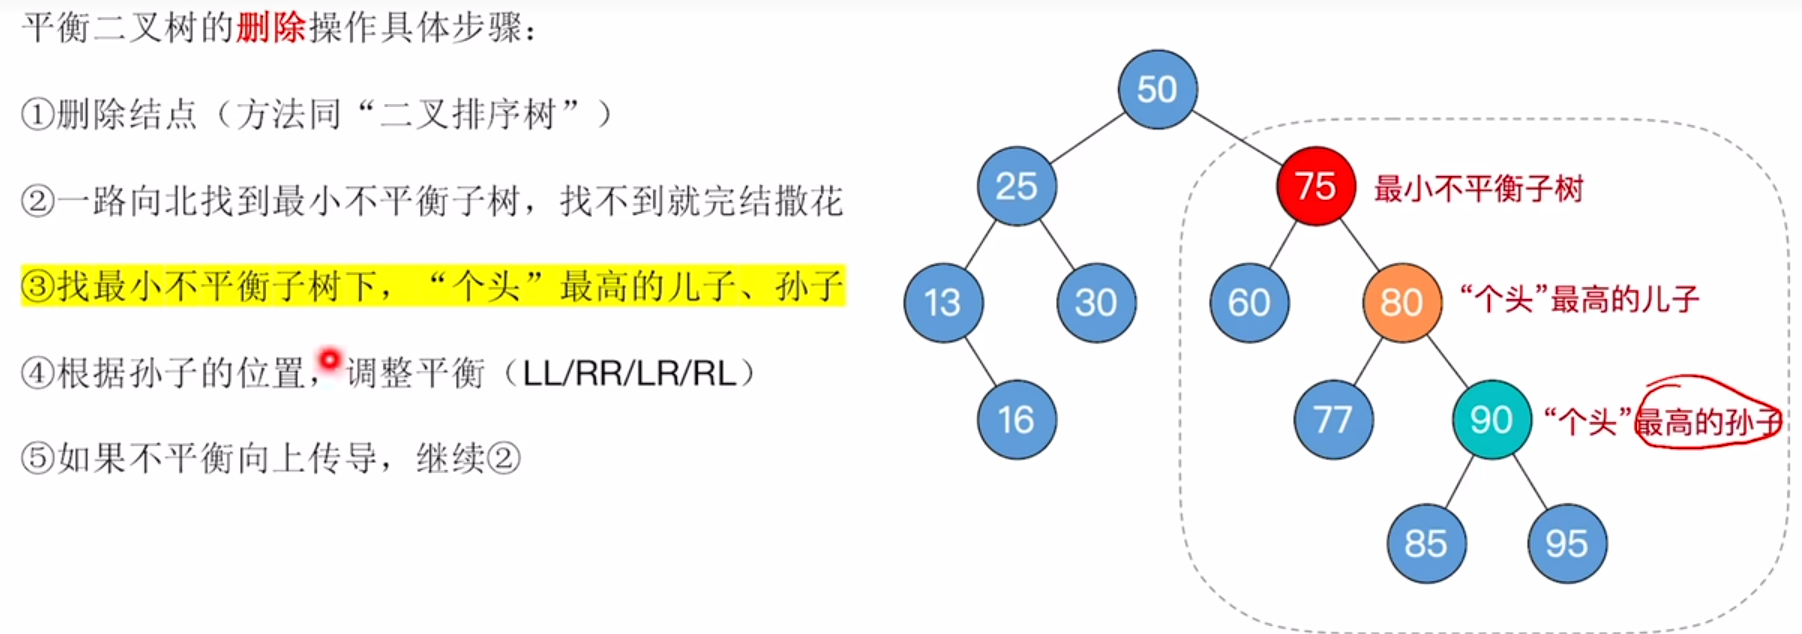 平衡二叉树的删除操作具体步骤：
①删除结点（方法同“二叉排序树”）
②一路向北找到最小不平衡子树，找不到就完结撒花
③找最小不平衡子树下，“个头”最高的儿子、孙子
④根据孙子的位置，调整平衡（LL/RR/LR/RL）
⑤如果不平衡向上传导，继续②
50
25
75
最小不平衡子树
13
30
60
80
“个头”最高的儿子
16
77
90
“个头”最高的孙子
85
95